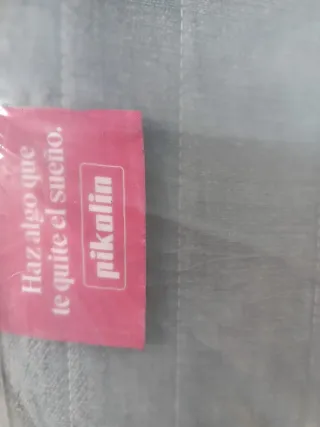 Haz algo que
te quite el sueño.
pikolin